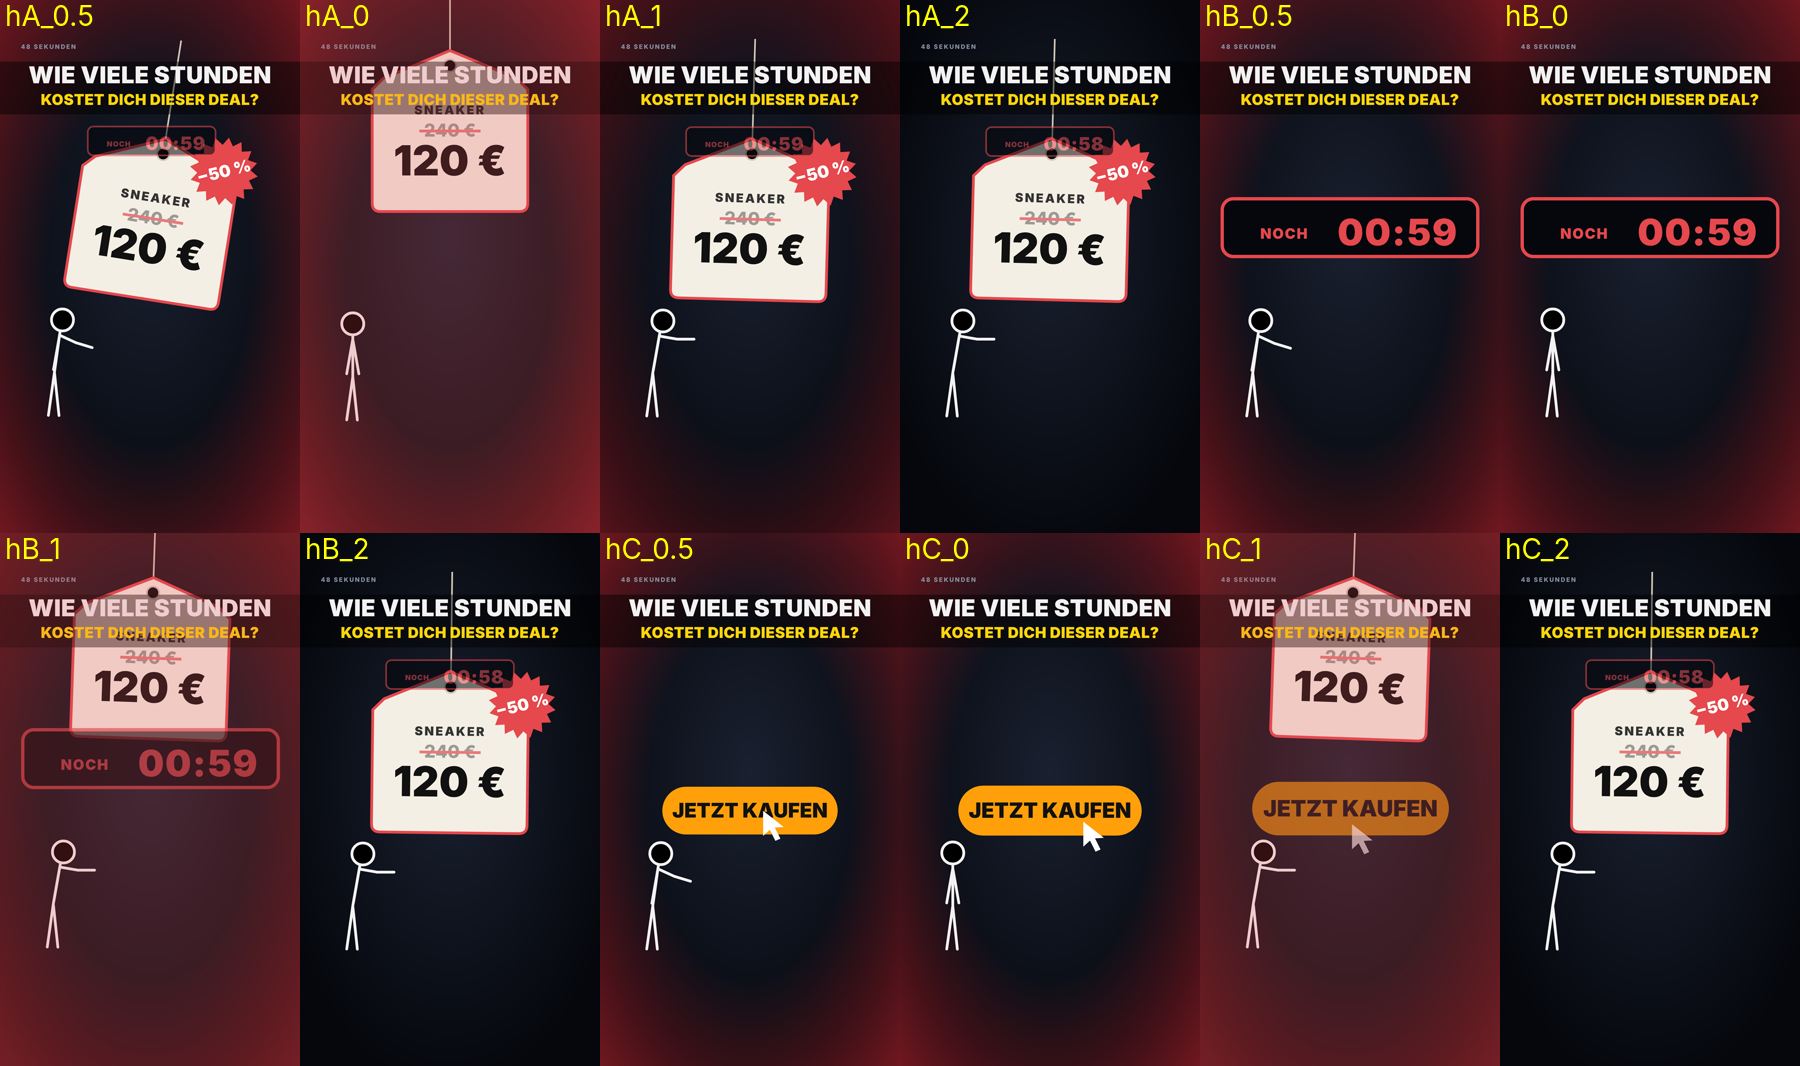 hA_0.5
48 SEKUNDEN
WIE VIELE STUNDEN
KOSTET DICH DIESER DEAL?
NOCH 00:59
-50 %
SNEAKER
240 €
120 €
hA_0
48 SEKUNDEN
WIE VIELE STUNDEN
KOSTET DICH DIESER DEAL?
SNEAKER
240 €
120 €
hA_1
48 SEKUNDEN
WIE VIELE STUNDEN
KOSTET DICH DIESER DEAL?
NOCH 00:59
-50 %
SNEAKER
240 €
120 €
hA_2
48 SEKUNDEN
WIE VIELE STUNDEN
KOSTET DICH DIESER DEAL?
NOCH 00:58
-50 %
SNEAKER
240 €
120 €
hB_0.5
48 SEKUNDEN
WIE VIELE STUNDEN
KOSTET DICH DIESER DEAL?
NOCH 00:59
hB_0
48 SEKUNDEN
WIE VIELE STUNDEN
KOSTET DICH DIESER DEAL?
NOCH 00:59
hB_1
48 SEKUNDEN
WIE VIELE STUNDEN
KOSTET DICH DIESER DEAL?
SNEAKER
240 €
120 €
NOCH 00:59
hB_2
48 SEKUNDEN
WIE VIELE STUNDEN
KOSTET DICH DIESER DEAL?
NOCH 00:58
-50 %
SNEAKER
240 €
120 €
hC_0.5
48 SEKUNDEN
WIE VIELE STUNDEN
KOSTET DICH DIESER DEAL?
JETZT KAUFEN
hC_0
48 SEKUNDEN
WIE VIELE STUNDEN
KOSTET DICH DIESER DEAL?
JETZT KAUFEN
hC_1
48 SEKUNDEN
WIE VIELE STUNDEN
KOSTET DICH DIESER DEAL?
SNEAKER
240 €
120 €
JETZT KAUFEN
hC_2
48 SEKUNDEN
WIE VIELE STUNDEN
KOSTET DICH DIESER DEAL?
NOCH 00:58
-50 %
SNEAKER
240 €
120 €